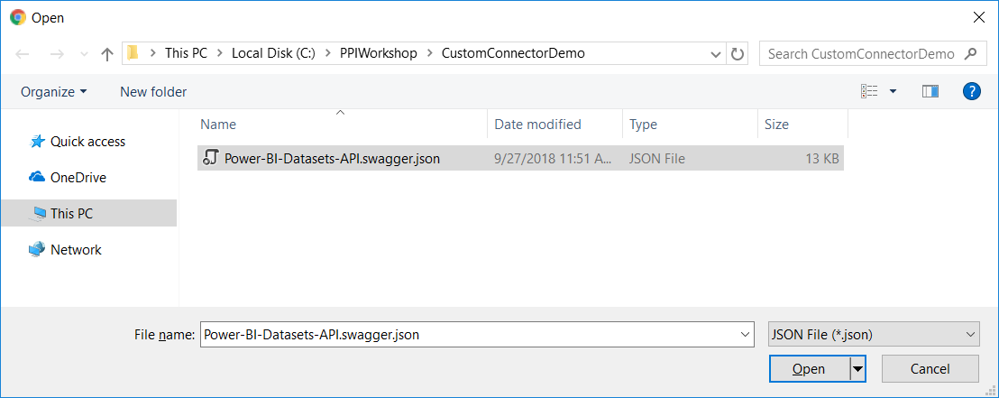 Open
This PC > Local Disk (C:) > PPIWorkshop > CustomConnectorDemo
Search CustomConnectorDemo
Organize New folder ?
Name Date modified Type Size
Quick access
OneDrive
This PC
Network
Power-BI-Datasets-API.swagger.json 9/27/2018 11:51 A... JSON File 13 KB
File name: Power-BI-Datasets-API.swagger.json JSON File (*.json)
Open Cancel